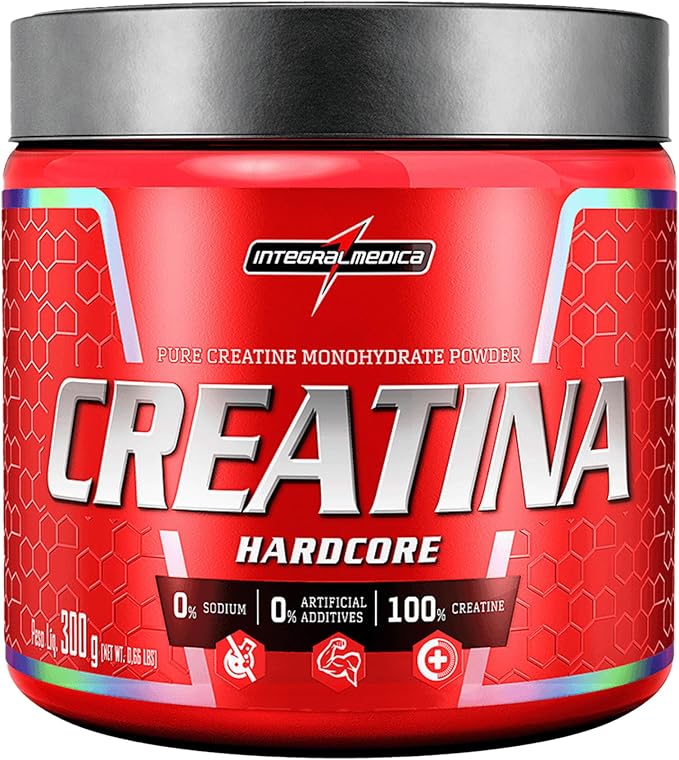 INTEGRALMEDICA
PURE CREATINE MONOHYDRATE POWDER
CREATINA
HARDCORE
0% SODIUM | 0% ARTIFICIAL ADDITIVES | 100% CREATINE
Peso Líq. 300 g (NET WT: 0,66 LBS)